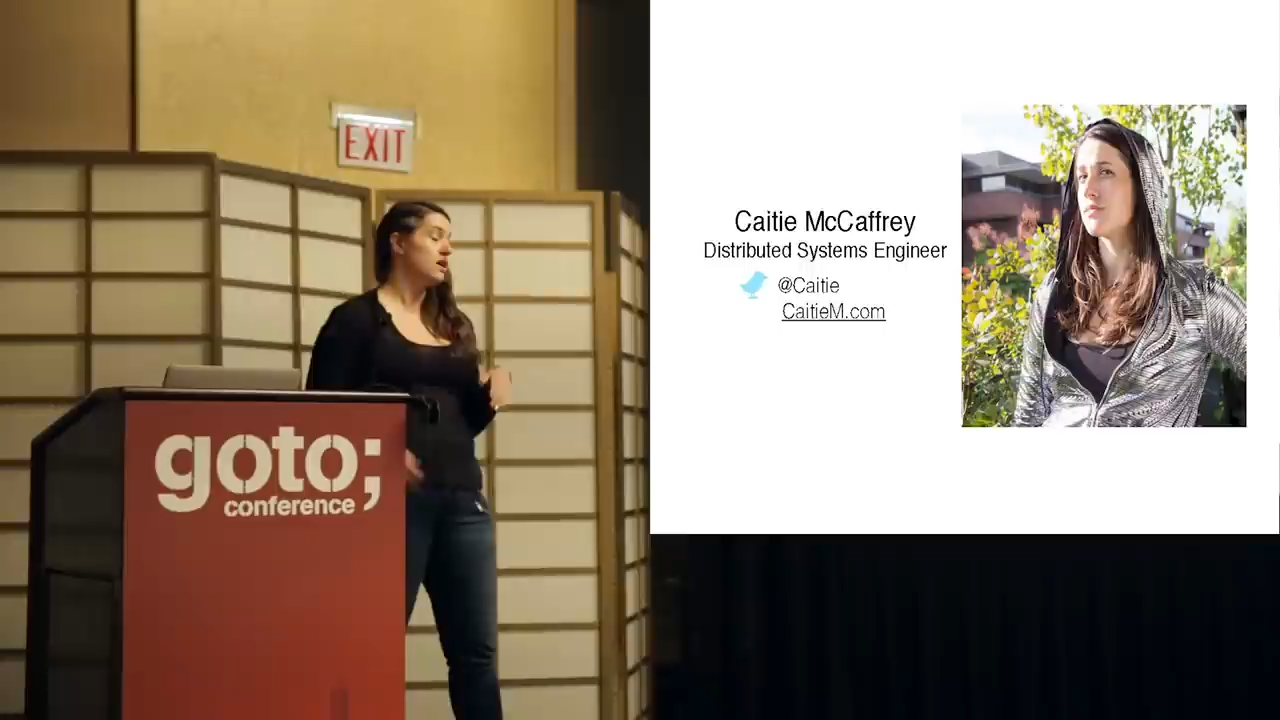 EXIT
goto;
conference
Caitie McCaffrey
Distributed Systems Engineer
@Caitie
CaitieM.com